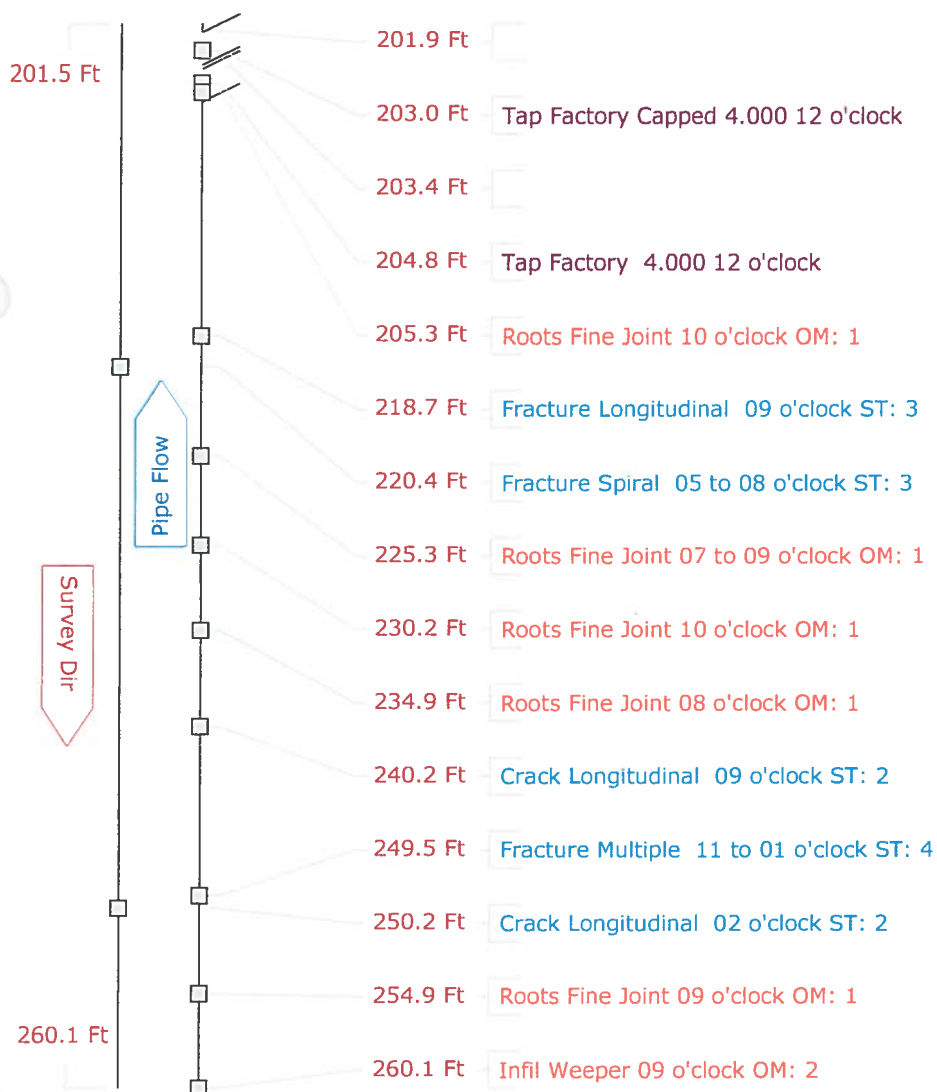 201.9 Ft
201.5 Ft
203.0 Ft Tap Factory Capped 4.000 12 o'clock
203.4 Ft
204.8 Ft Tap Factory 4.000 12 o'clock
205.3 Ft Roots Fine Joint 10 o'clock OM: 1
218.7 Ft Fracture Longitudinal 09 o'clock ST: 3
Pipe Flow
220.4 Ft Fracture Spiral 05 to 08 o'clock ST: 3
225.3 Ft Roots Fine Joint 07 to 09 o'clock OM: 1
Survey Dir
230.2 Ft Roots Fine Joint 10 o'clock OM: 1
234.9 Ft Roots Fine Joint 08 o'clock OM: 1
240.2 Ft Crack Longitudinal 09 o'clock ST: 2
249.5 Ft Fracture Multiple 11 to 01 o'clock ST: 4
250.2 Ft Crack Longitudinal 02 o'clock ST: 2
254.9 Ft Roots Fine Joint 09 o'clock OM: 1
260.1 Ft
260.1 Ft Infil Weeper 09 o'clock OM: 2